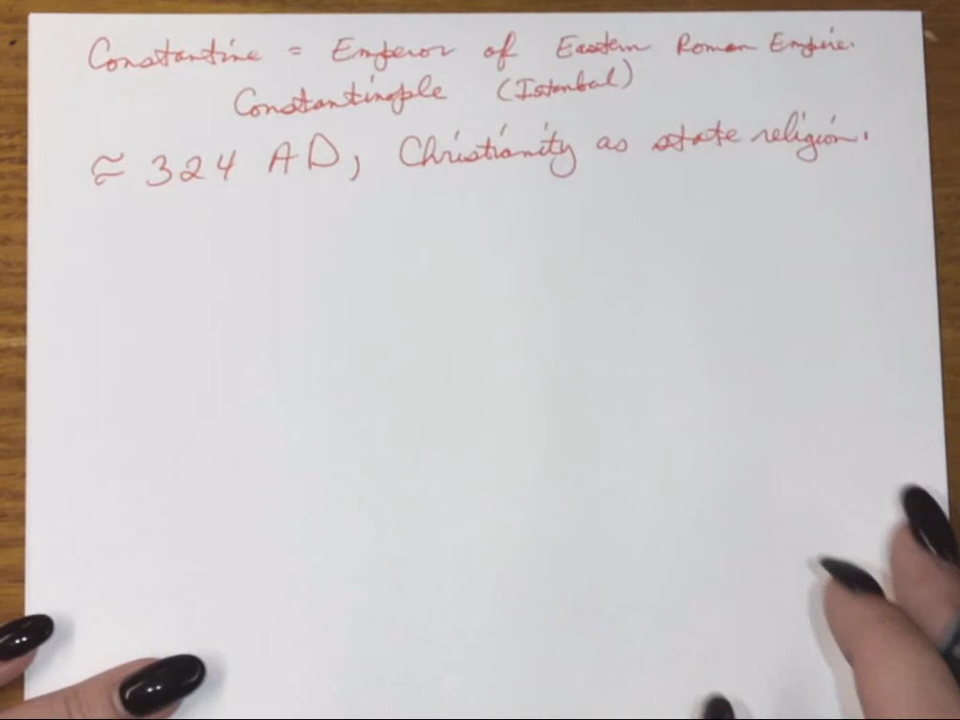 Constantine = Emperor of Eastern Roman Empire.
Constantinople (Istanbul)
≈ 324 AD, Christianity as state religion.